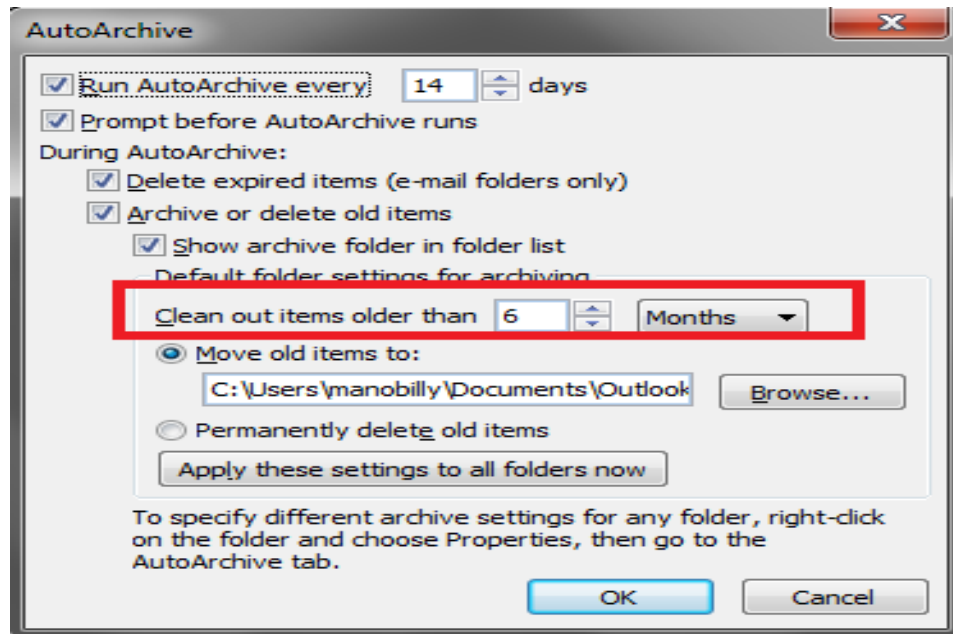 AutoArchive
Run AutoArchive every 14 days
Prompt before AutoArchive runs
During AutoArchive:
Delete expired items (e-mail folders only)
Archive or delete old items
Show archive folder in folder list
Default folder settings for archiving
Clean out items older than 6 Months
Move old items to:
C:\Users\manobilly\Documents\Outlook Browse...
Permanently delete old items
Apply these settings to all folders now
To specify different archive settings for any folder, right-click
on the folder and choose Properties, then go to the
AutoArchive tab.
OK Cancel